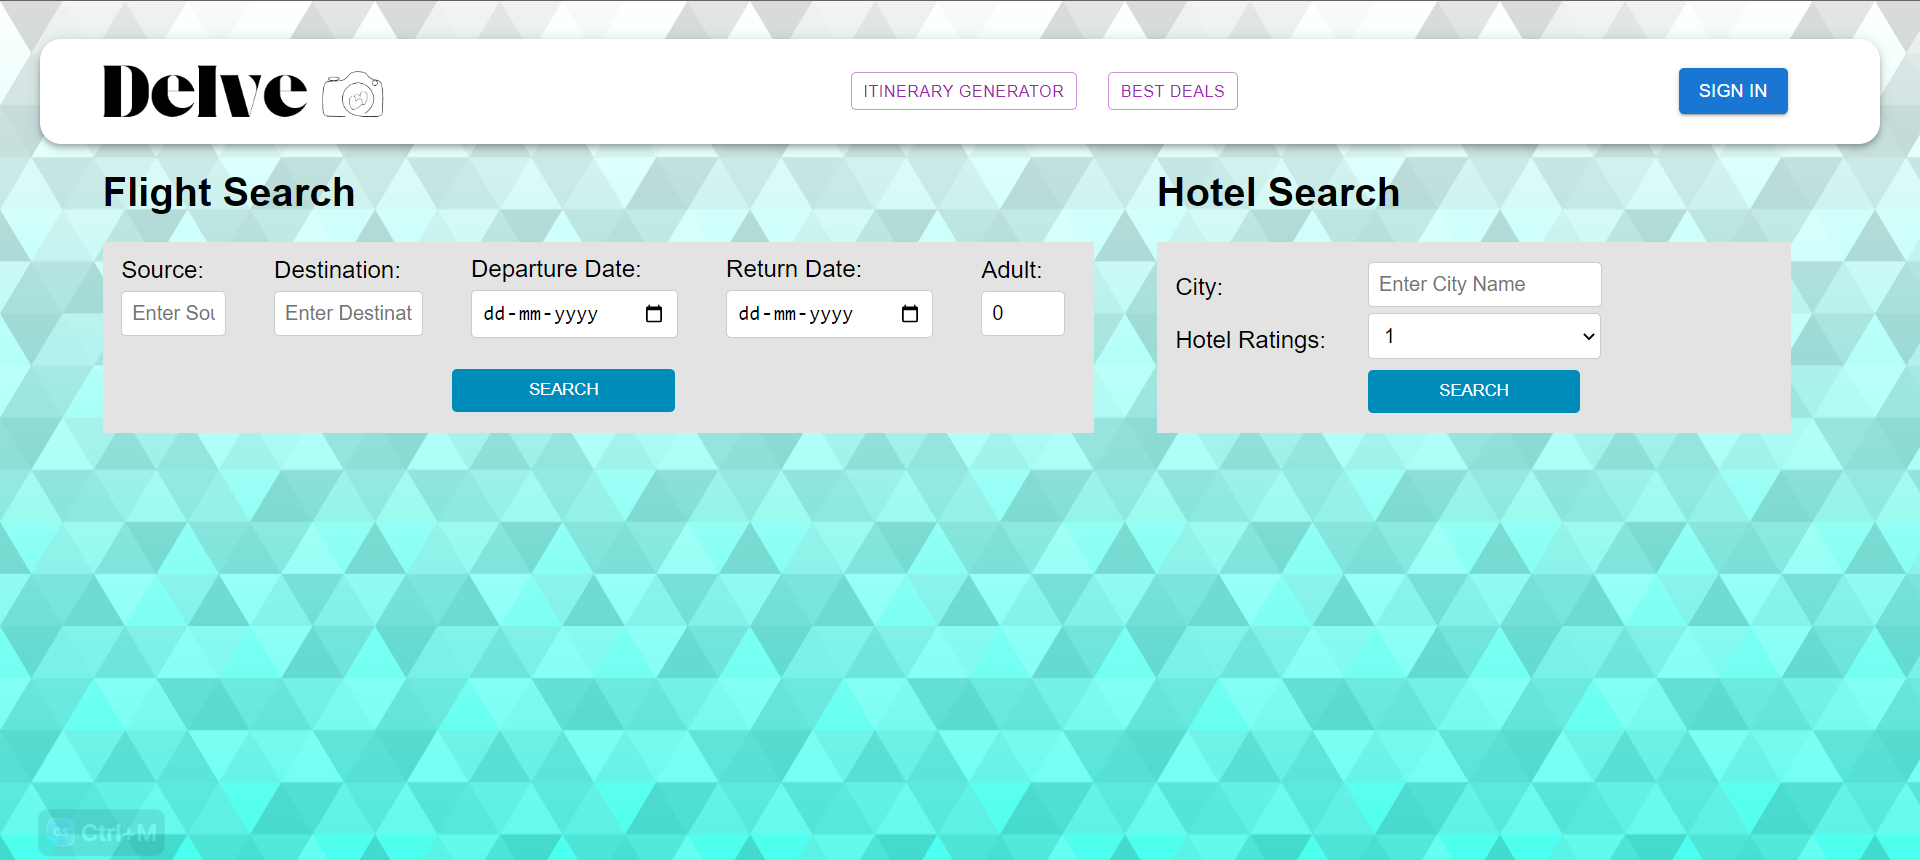 Delve
ITINERARY GENERATOR
BEST DEALS
SIGN IN
Flight Search
Hotel Search
Source:
Destination:
Departure Date:
Return Date:
Adult:
Enter Sou
Enter Destinat
dd-mm-yyyy
dd-mm-yyyy
0
SEARCH
City:
Enter City Name
Hotel Ratings:
1
SEARCH
GS Ctrl+M